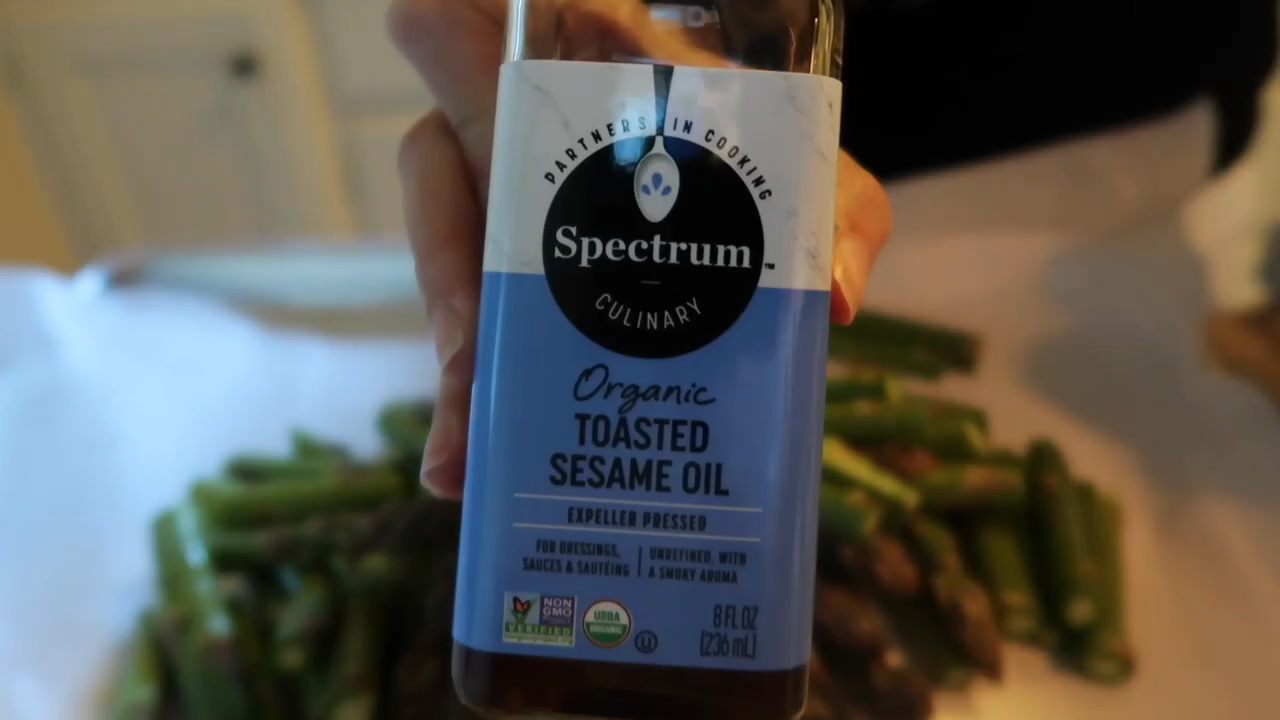 PARTNERS IN COOKING
Spectrum™
CULINARY
Organic
TOASTED
SESAME OIL
EXPELLER PRESSED
FOR DRESSINGS,
SAUCES & SAUTÉING
UNREFINED, WITH
A SMOKY AROMA
NON
GMO
VERIFIED
USDA
ORGANIC
U
8 FL OZ
(236 mL)